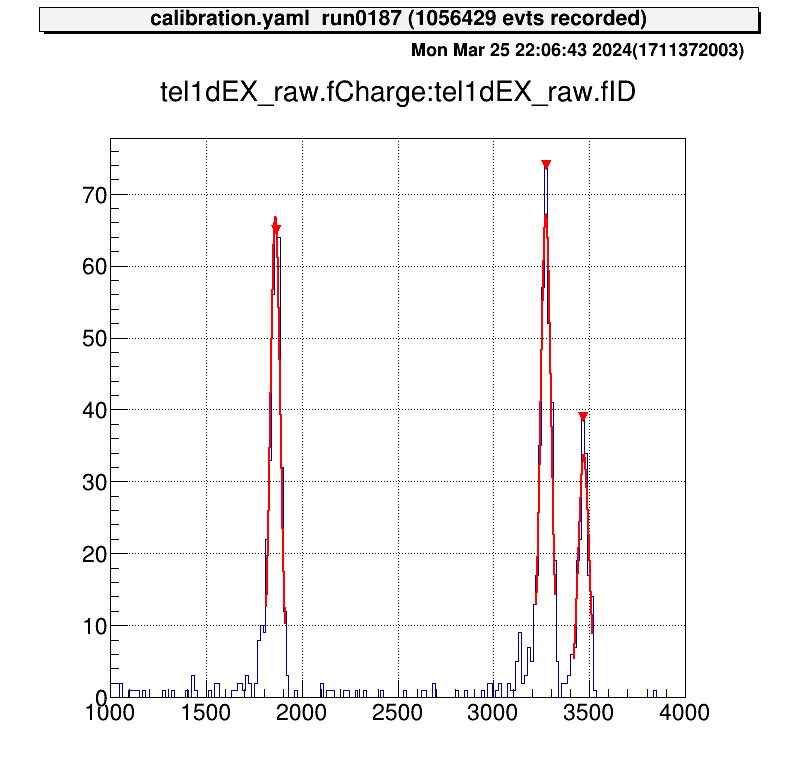 calibration.yaml run0187 (1056429 evts recorded)
Mon Mar 25 22:06:43 2024(1711372003)
tel1dEX_raw.fCharge:tel1dEX_raw.fID
70
60
50
40
30
20
10
0
1000 1500 2000 2500 3000 3500 4000